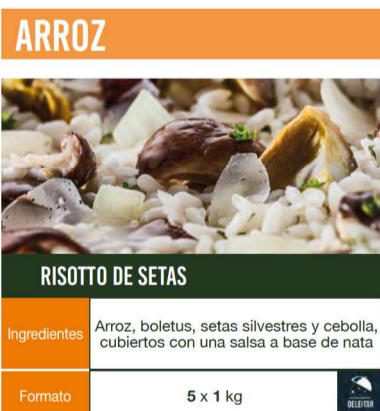 ARROZ
RISOTTO DE SETAS
Ingredientes
Arroz, boletus, setas silvestres y cebolla,
cubiertos con una salsa a base de nata
Formato
5 x 1 kg
DELEITAR